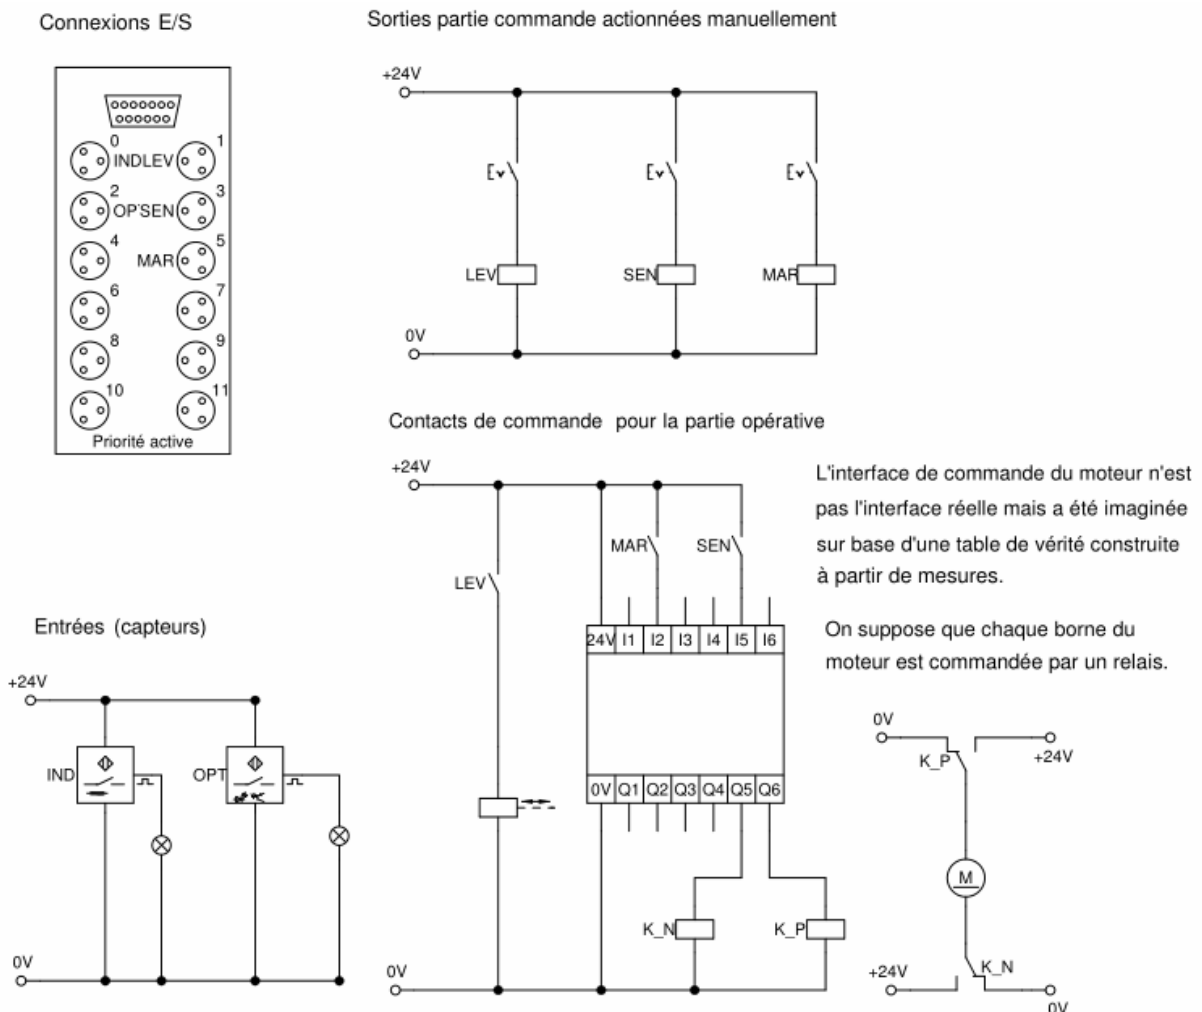 Connexions E/S
Sorties partie commande actionnées manuellement
0 1
INDLEV
2 3
OP'SEN
4 5
MAR
6 7
8 9
10 11
Priorité active
+24V
LEV SEN MAR
0V
Contacts de commande pour la partie opérative
+24V
MAR SEN
LEV
24V I1 I2 I3 I4 I5 I6
0V Q1 Q2 Q3 Q4 Q5 Q6
K_N K_P
0V
L'interface de commande du moteur n'est
pas l'interface réelle mais a été imaginée
sur base d'une table de vérité construite
à partir de mesures.
On suppose que chaque borne du
moteur est commandée par un relais.
Entrées (capteurs)
+24V
IND OPT
0V
0V
K_P +24V
M
+24V K_N
0V